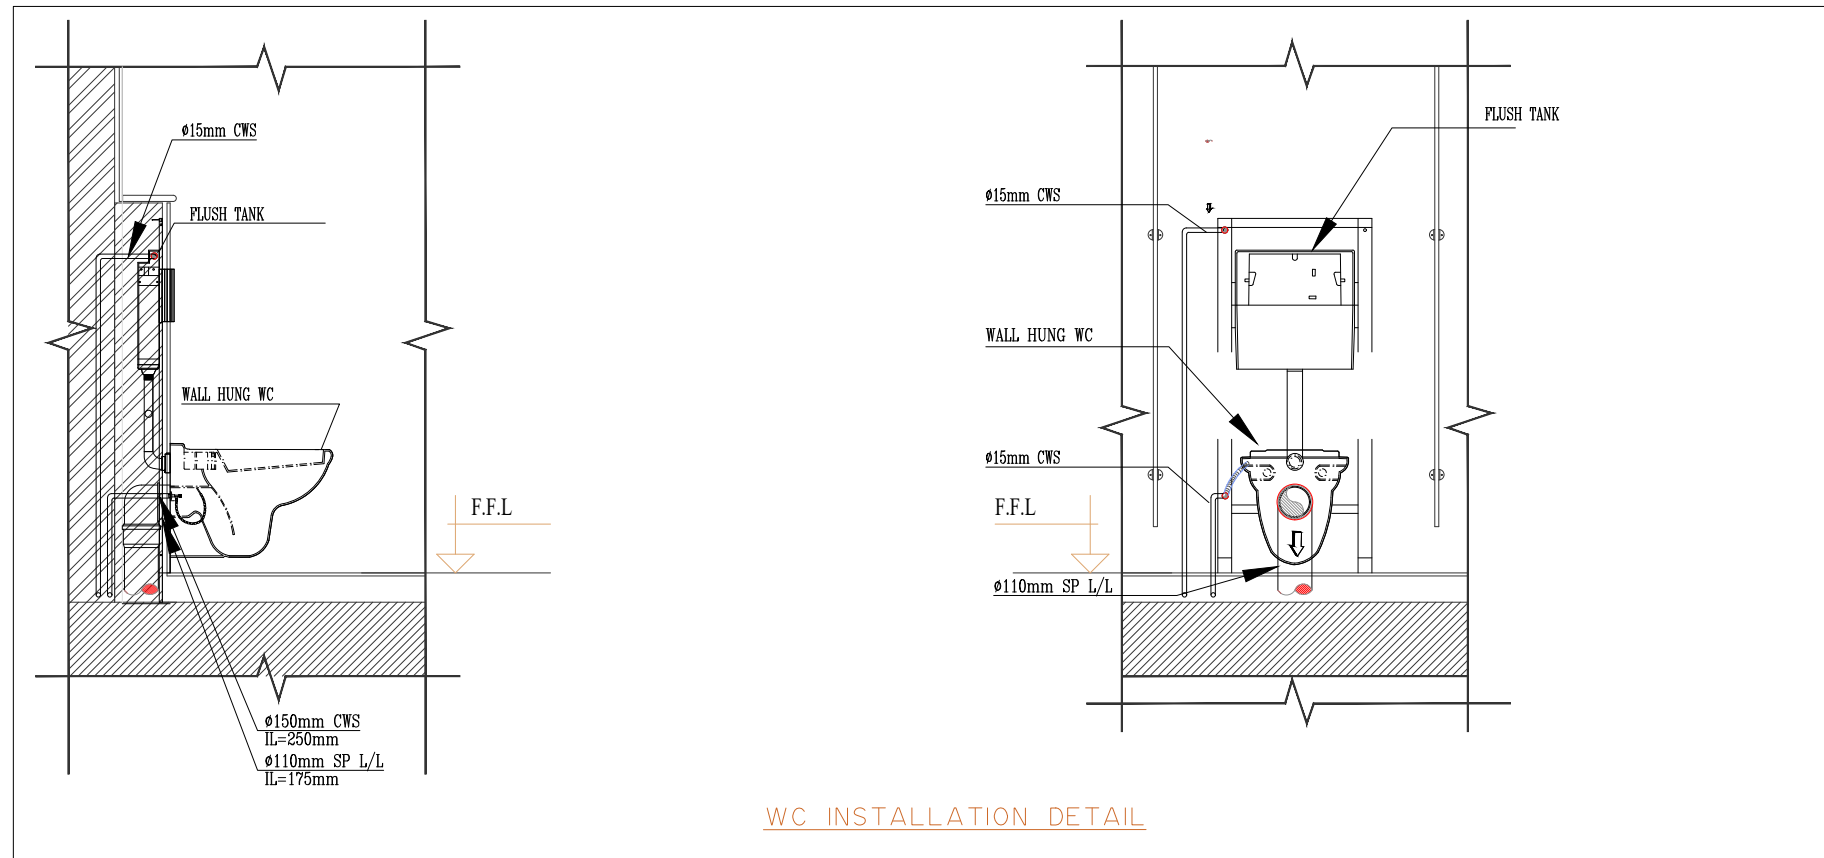 ø15mm CWS
FLUSH TANK
WALL HUNG WC
F.F.L
ø150mm CWS
IL=250mm
ø110mm SP L/L
IL=175mm
FLUSH TANK
ø15mm CWS
WALL HUNG WC
ø15mm CWS
F.F.L
ø110mm SP L/L
WC INSTALLATION DETAIL